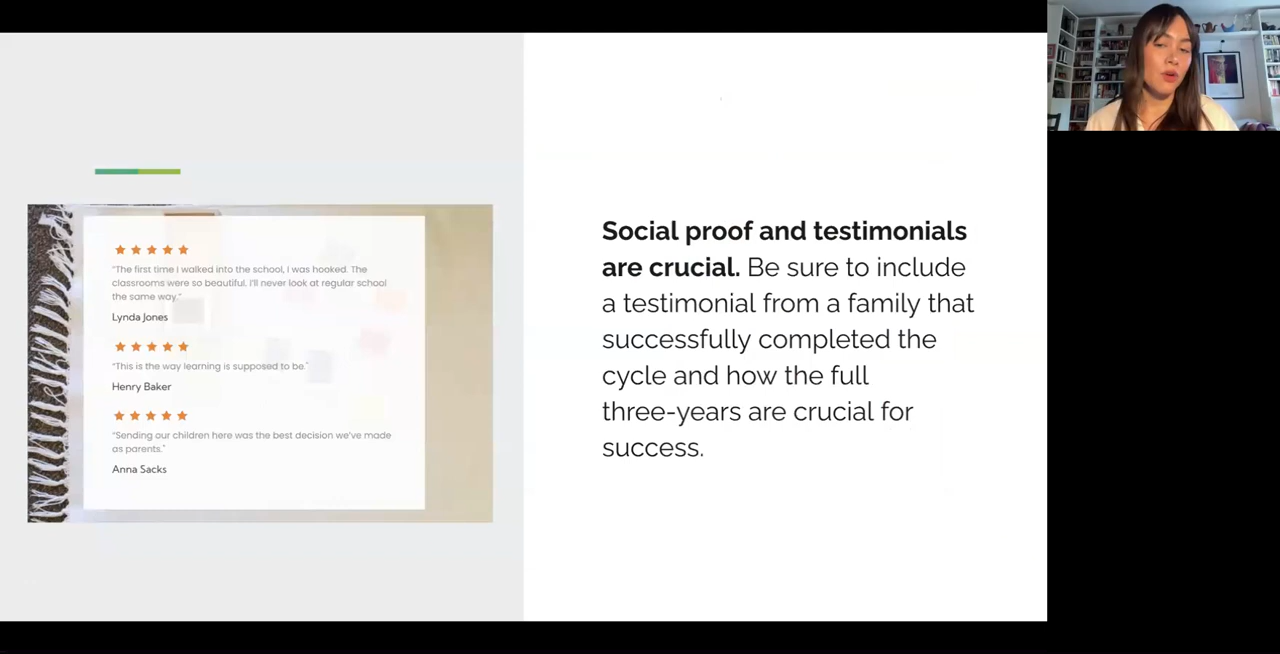 “The first time I walked into the school, I was hooked. The
classrooms were so beautiful. I’ll never look at regular school
the same way.”
Lynda Jones
“This is the way learning is supposed to be.”
Henry Baker
“Sending our children here was the best decision we’ve made
as parents.”
Anna Sacks
Social proof and testimonials
are crucial. Be sure to include
a testimonial from a family that
successfully completed the
cycle and how the full
three-years are crucial for
success.